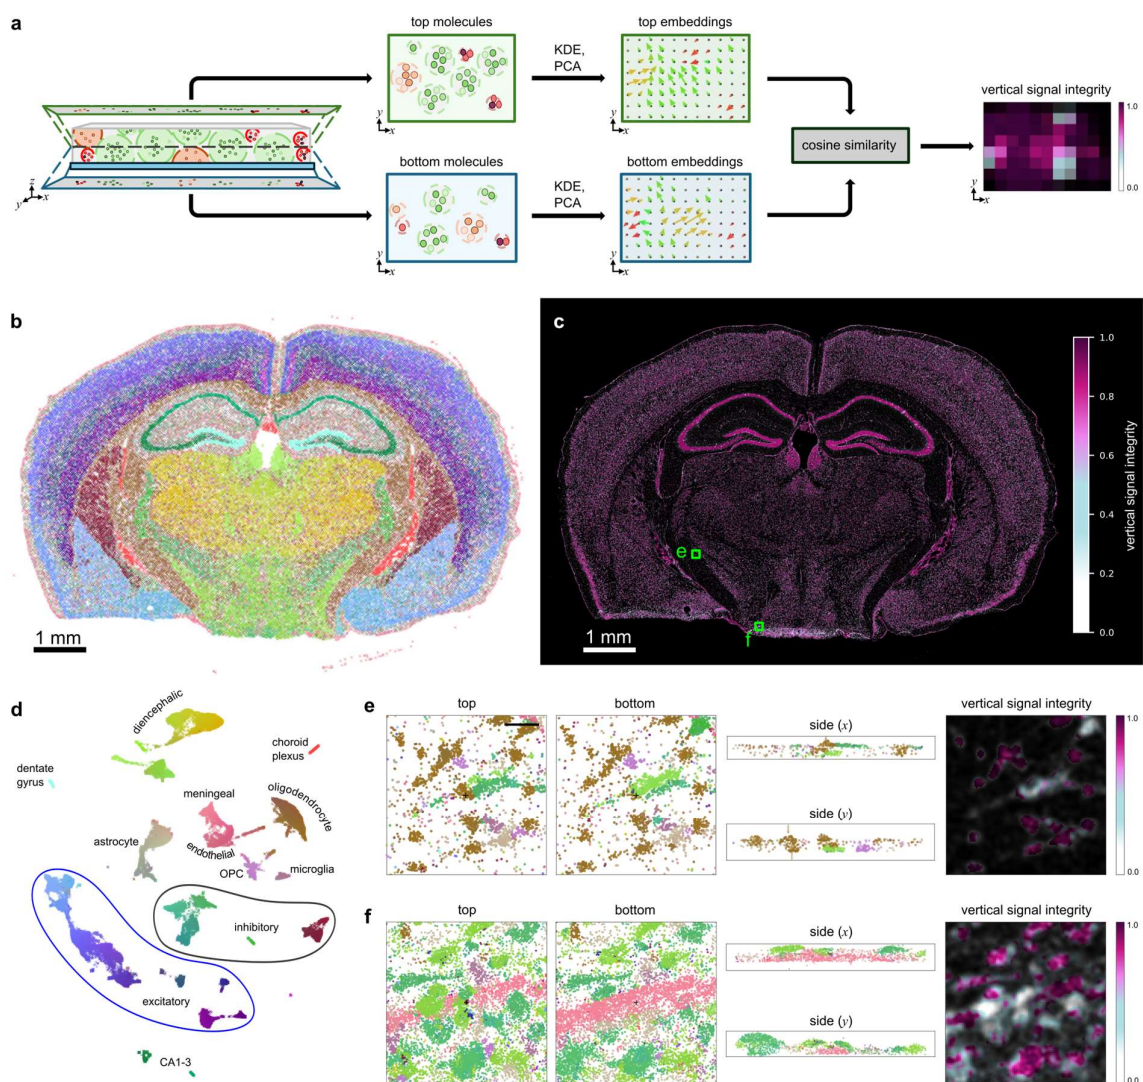 a
top molecules
top embeddings
KDE,
PCA
vertical signal integrity
1.0
0.0
cosine similarity
bottom molecules
bottom embeddings
KDE,
PCA
z
y
x
y
x
y
x
y
x
y
x
y
x
b
1 mm
c
e
f
1 mm
1.0
0.8
0.6
0.4
0.2
0.0
vertical signal integrity
d
diencephalic
choroid
plexus
dentate
gyrus
meningeal
oligodendrocyte
astrocyte
endothelial
OPC
microglia
inhibitory
excitatory
CA1-3
e
top
bottom
side (x)
side (y)
vertical signal integrity
1.0
0.0
f
top
bottom
side (x)
side (y)
vertical signal integrity
1.0
0.0